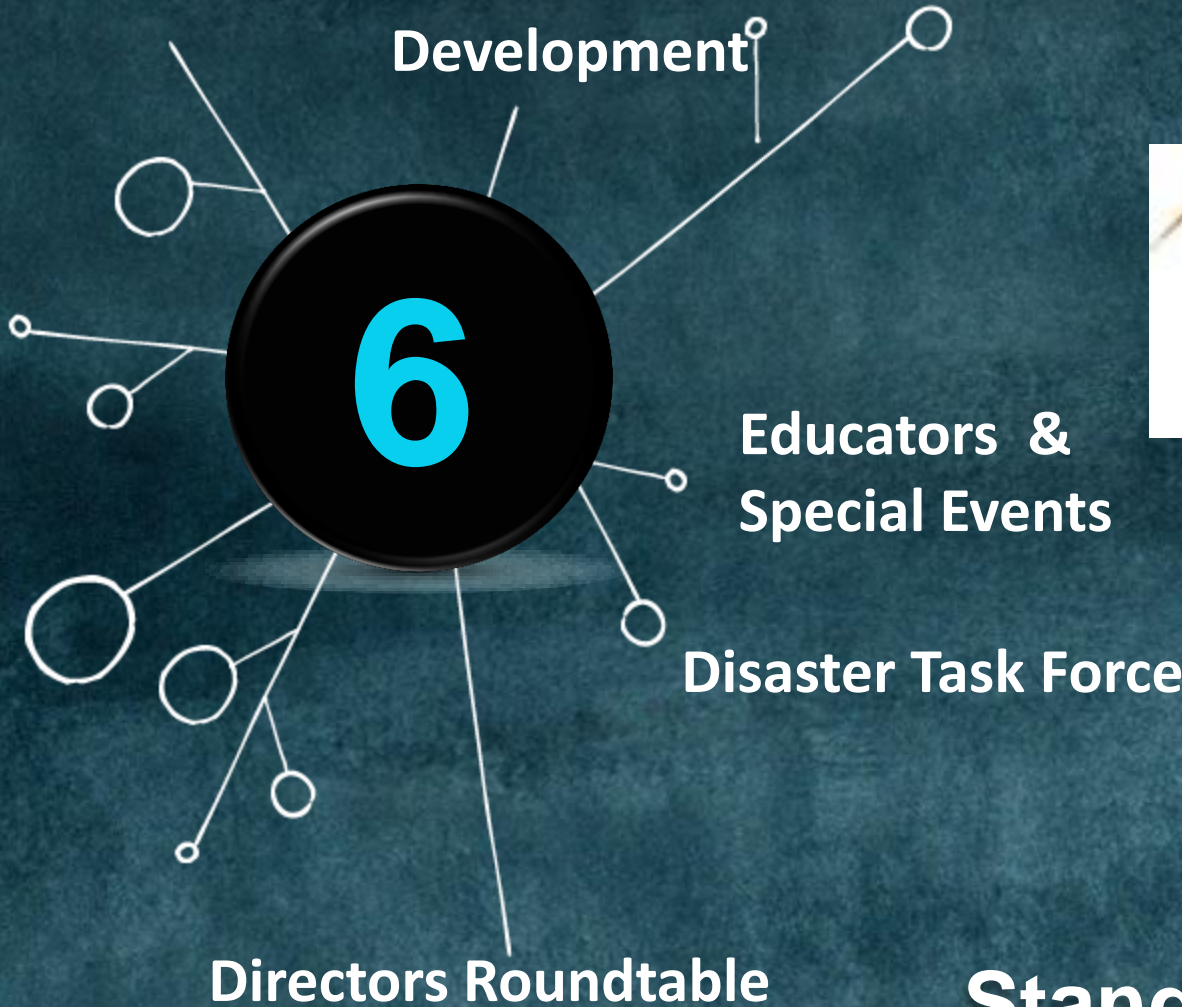 Development
6
Educators &
Special Events
Disaster Task Force
Directors Roundtable